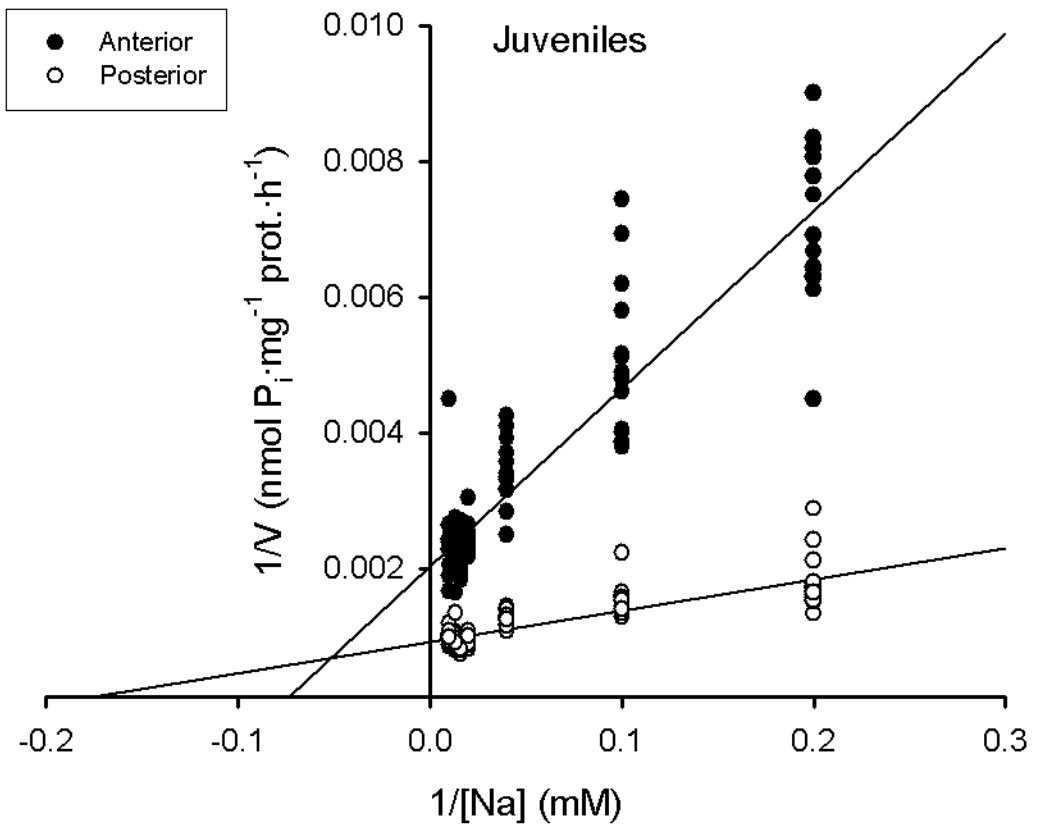 Anterior
Posterior
Juveniles
1/V (nmol Pi·mg-1 prot.·h-1)
0.010
0.008
0.006
0.004
0.002
-0.2 -0.1 0.0 0.1 0.2 0.3
1/[Na] (mM)